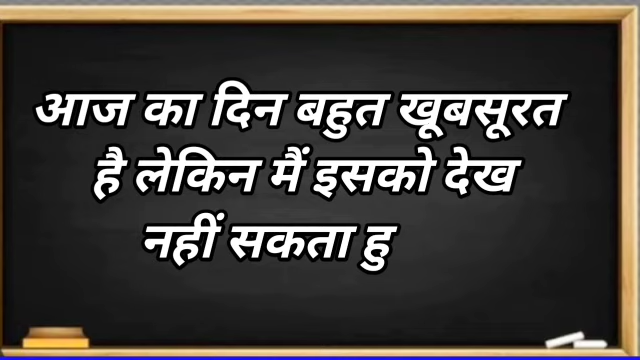 आज का दिन बहुत खूबसूरत
है लेकिन मैं इसको देख
नहीं सकता हु